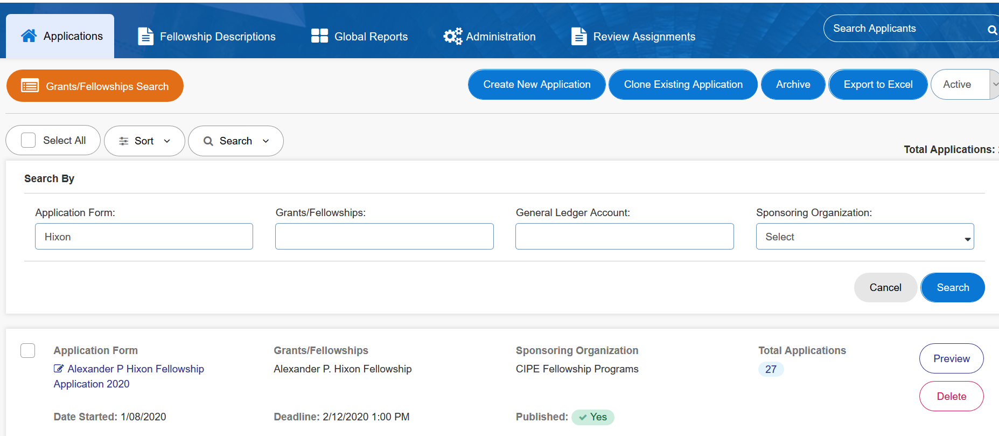 Applications
Fellowship Descriptions
Global Reports
Administration
Review Assignments
Search Applicants
Grants/Fellowships Search
Create New Application
Clone Existing Application
Archive
Export to Excel
Active
Select All
Sort
Search
Total Applications:
Search By
Application Form:
Grants/Fellowships:
General Ledger Account:
Sponsoring Organization:
Hixon
Select
Cancel
Search
Application Form
Grants/Fellowships
Sponsoring Organization
Total Applications
Alexander P Hixon Fellowship
Application 2020
Alexander P. Hixon Fellowship
CIPE Fellowship Programs
27
Preview
Delete
Date Started: 1/08/2020
Deadline: 2/12/2020 1:00 PM
Published: Yes